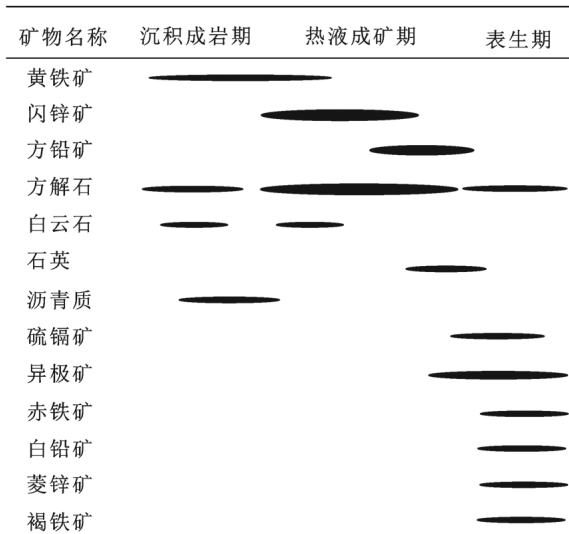 矿物名称 沉积成岩期 热液成矿期 表生期
黄铁矿
闪锌矿
方铅矿
方解石
白云石
石英
沥青质
硫镉矿
异极矿
赤铁矿
白铅矿
菱锌矿
褐铁矿